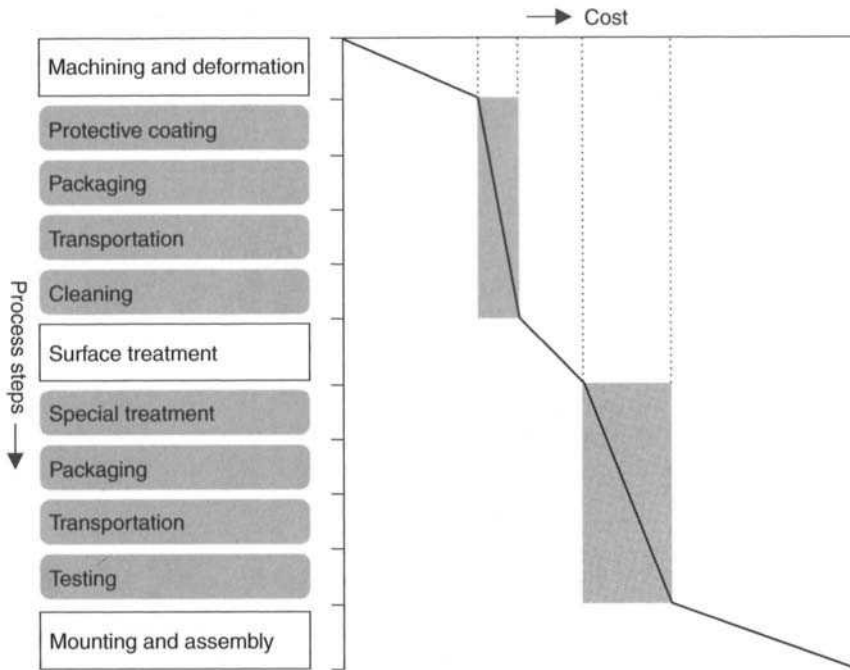 Cost
Machining and deformation
Protective coating
Packaging
Transportation
Cleaning
Surface treatment
Special treatment
Packaging
Transportation
Testing
Mounting and assembly
Process steps